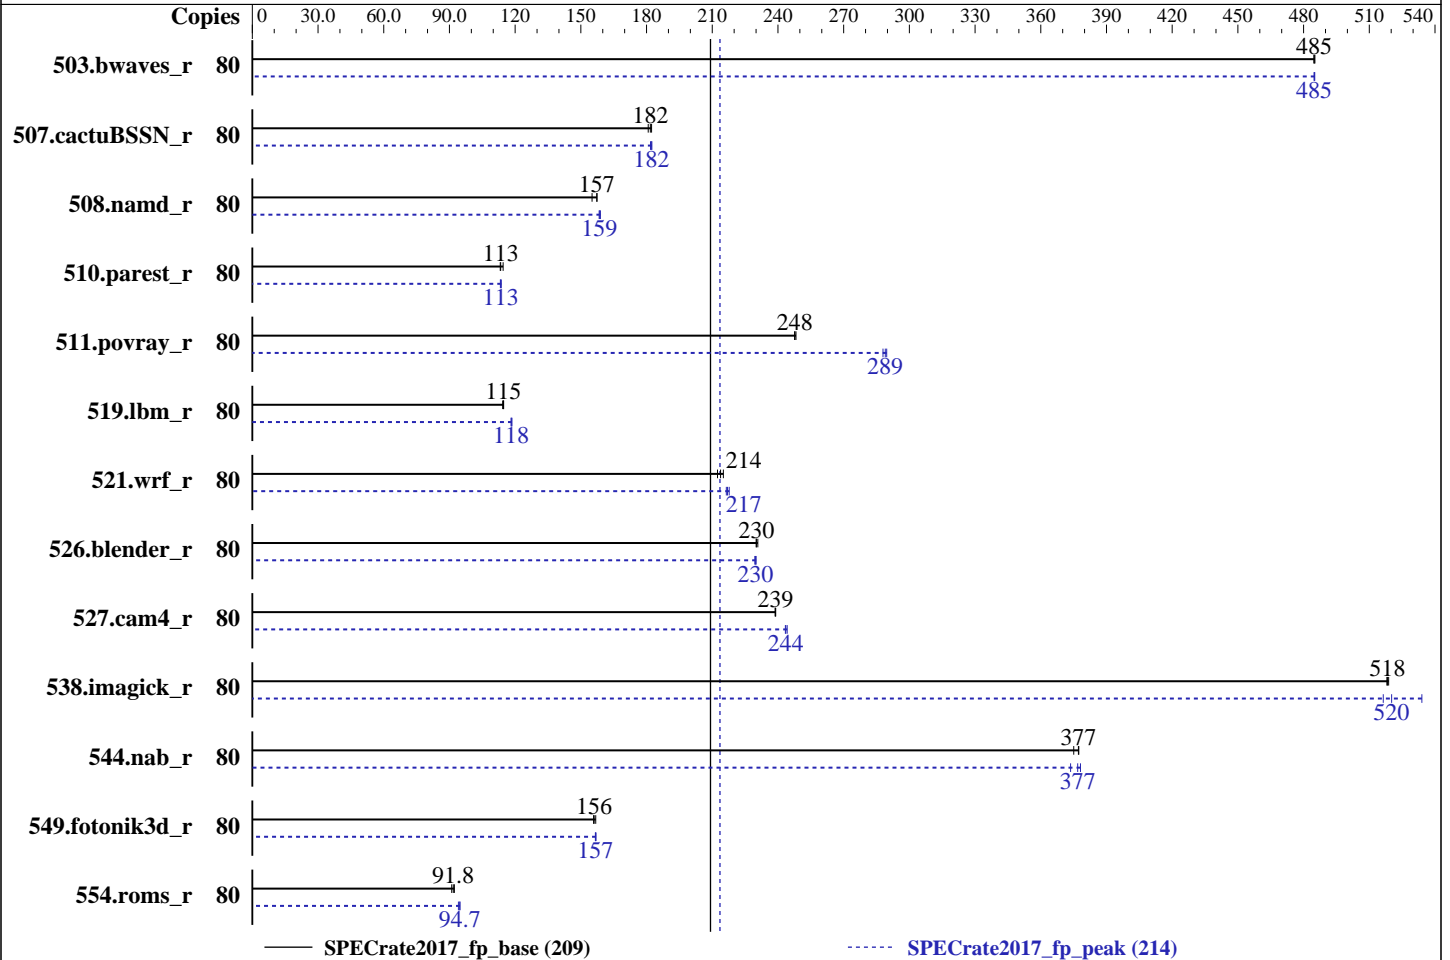 Copies 0 30.0 60.0 90.0 120 150 180 210 240 270 300 330 360 390 420 450 480 510 540
503.bwaves_r 80 485
485
507.cactuBSSN_r 80 182
182
508.namd_r 80 157
159
510.parest_r 80 113
113
511.povray_r 80 248
289
519.lbm_r 80 115
118
521.wrf_r 80 214
217
526.blender_r 80 230
230
527.cam4_r 80 239
244
538.imagick_r 80 518
520
544.nab_r 80 377
377
549.fotonik3d_r 80 156
157
554.roms_r 80 91.8
94.7
SPECrate2017_fp_base (209) SPECrate2017_fp_peak (214)